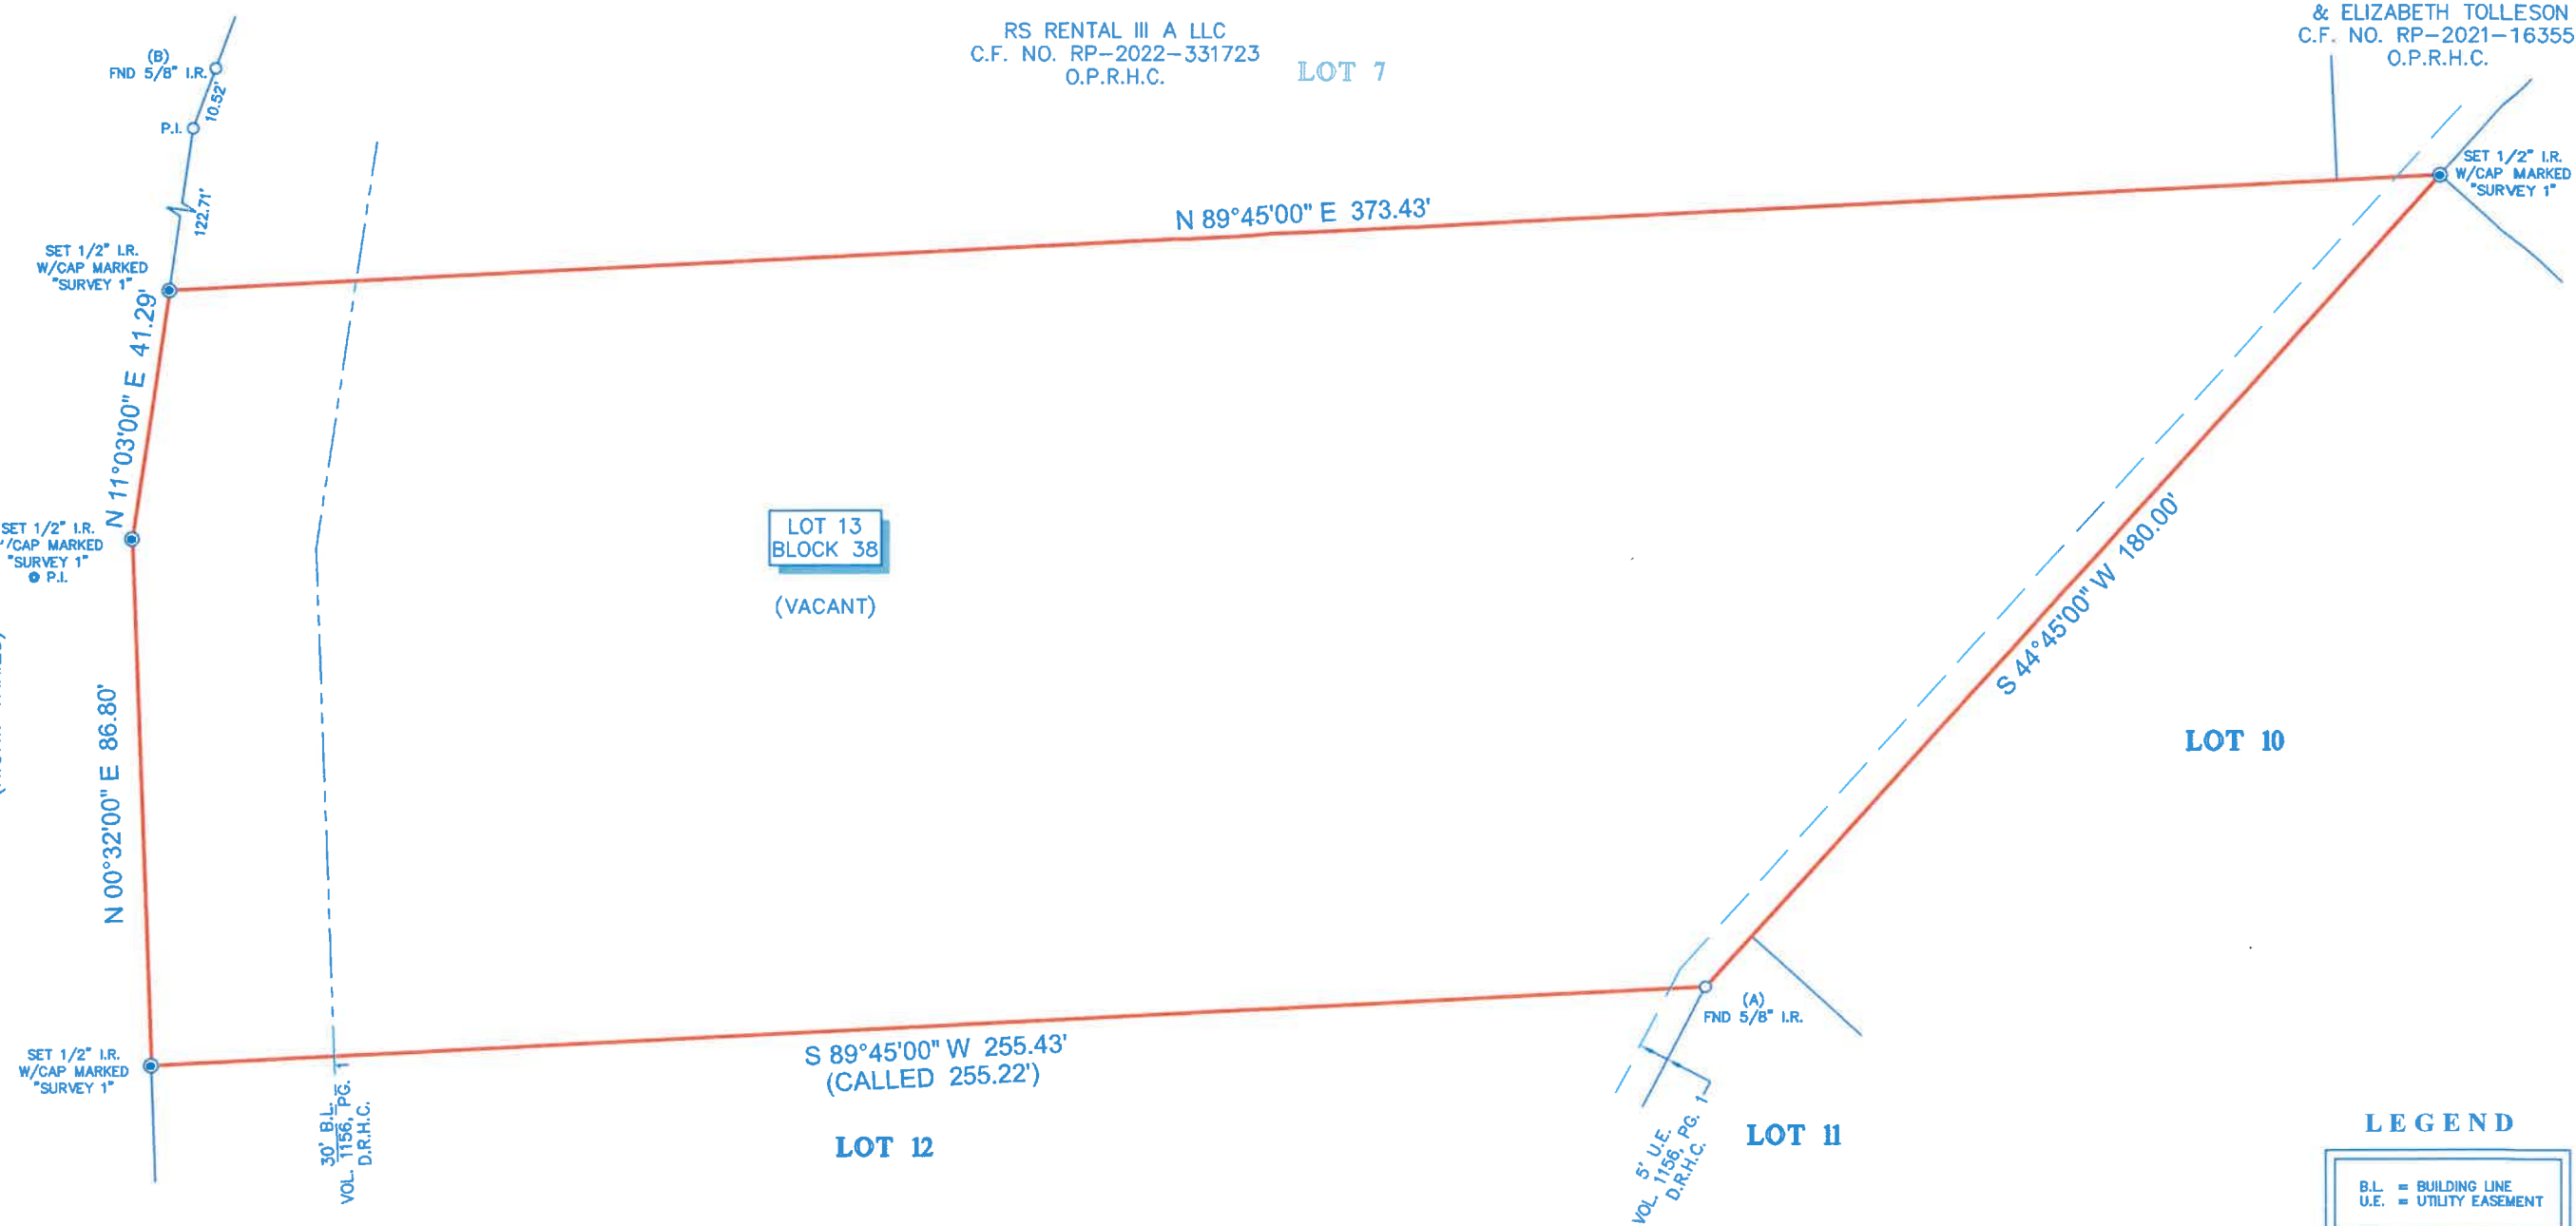 RS RENTAL III A LLC
C.F. NO. RP-2022-331723
O.P.R.H.C.
LOT 7
& ELIZABETH TOLLESON
C.F. NO. RP-2021-16355
O.P.R.H.C.
(B)
FND 5/8" I.R.
10.52'
P.I.
122.71'
SET 1/2" I.R.
W/CAP MARKED
"SURVEY 1"
SET 1/2" I.R.
W/CAP MARKED
"SURVEY 1"
N 89°45'00" E 373.43'
N 11°03'00" E 41.29'
SET 1/2" I.R.
/CAP MARKED
"SURVEY 1"
P.I.
LOT 13
BLOCK 38
(VACANT)
S 44°45'00" W 180.00'
N 00°32'00" E 86.80'
LOT 10
(A)
FND 5/8" I.R.
SET 1/2" I.R.
W/CAP MARKED
"SURVEY 1"
S 89°45'00" W 255.43'
(CALLED 255.22')
30' B.L.
VOL. 1156, PG. 1
D.R.H.C.
LOT 12
5' U.E.
VOL. 1156, PG. 1
D.R.H.C.
LOT 11
LEGEND
B.L. = BUILDING LINE
U.E. = UTILITY EASEMENT